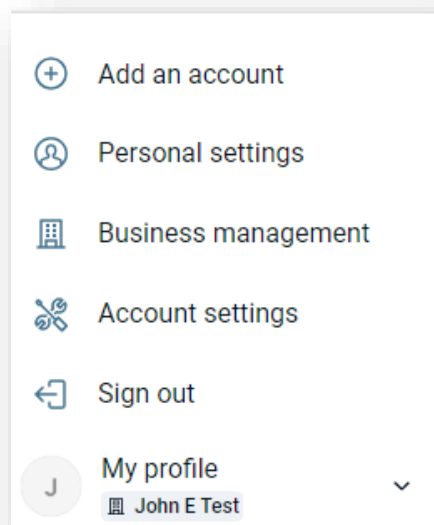 Add an account
Personal settings
Business management
Account settings
Sign out
J
My profile
John E Test